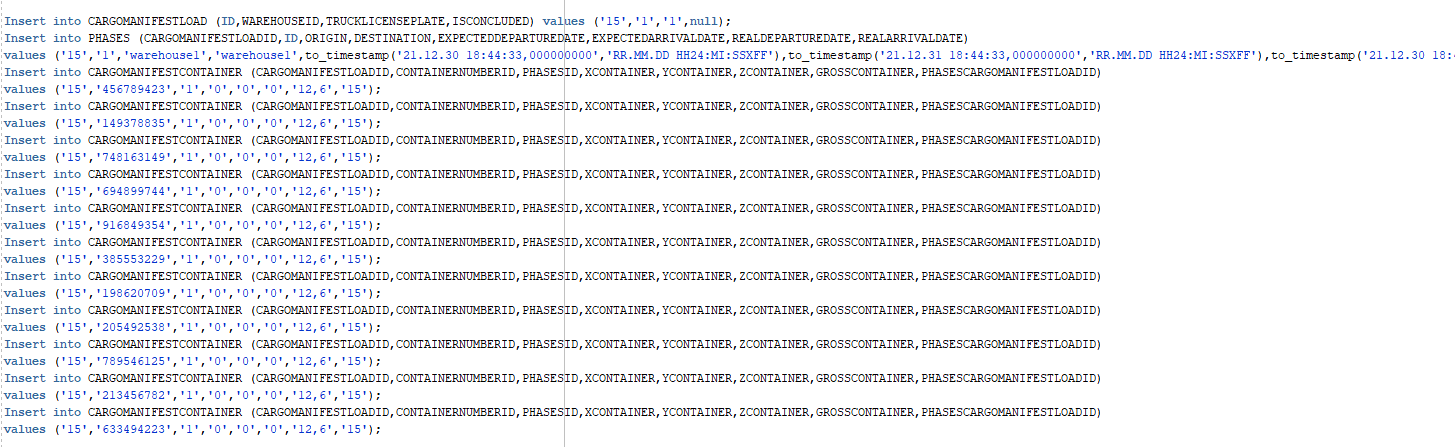 Insert into CARGOMANIFESTLOAD (ID,WAREHOUSEID,TRUCKLICENSEPLATE,ISCONCLUDED) values ('15','1','1',null);
Insert into PHASES (CARGOMANIFESTLOADID,ID,ORIGIN,DESTINATION,EXPECTEDDEPARTUREDATE,EXPECTEDARRIVALDATE,REALDEPARTUREDATE,REALARRIVALDATE)
values ('15','1','warehouse1','warehouse1',to_timestamp('21.12.30 18:44:33,000000000','RR.MM.DD HH24:MI:SSXFF'),to_timestamp('21.12.31 18:44:33,000000000','RR.MM.DD HH24:MI:SSXFF'),to_timestamp('21.12.30 18:4
Insert into CARGOMANIFESTCONTAINER (CARGOMANIFESTLOADID,CONTAINERNUMBERID,PHASESID,XCONTAINER,YCONTAINER,ZCONTAINER,GROSSCONTAINER,PHASESCARGOMANIFESTLOADID)
values ('15','456789423','1','0','0','0','12,6','15');
Insert into CARGOMANIFESTCONTAINER (CARGOMANIFESTLOADID,CONTAINERNUMBERID,PHASESID,XCONTAINER,YCONTAINER,ZCONTAINER,GROSSCONTAINER,PHASESCARGOMANIFESTLOADID)
values ('15','149378835','1','0','0','0','12,6','15');
Insert into CARGOMANIFESTCONTAINER (CARGOMANIFESTLOADID,CONTAINERNUMBERID,PHASESID,XCONTAINER,YCONTAINER,ZCONTAINER,GROSSCONTAINER,PHASESCARGOMANIFESTLOADID)
values ('15','748163149','1','0','0','0','12,6','15');
Insert into CARGOMANIFESTCONTAINER (CARGOMANIFESTLOADID,CONTAINERNUMBERID,PHASESID,XCONTAINER,YCONTAINER,ZCONTAINER,GROSSCONTAINER,PHASESCARGOMANIFESTLOADID)
values ('15','694899744','1','0','0','0','12,6','15');
Insert into CARGOMANIFESTCONTAINER (CARGOMANIFESTLOADID,CONTAINERNUMBERID,PHASESID,XCONTAINER,YCONTAINER,ZCONTAINER,GROSSCONTAINER,PHASESCARGOMANIFESTLOADID)
values ('15','916849354','1','0','0','0','12,6','15');
Insert into CARGOMANIFESTCONTAINER (CARGOMANIFESTLOADID,CONTAINERNUMBERID,PHASESID,XCONTAINER,YCONTAINER,ZCONTAINER,GROSSCONTAINER,PHASESCARGOMANIFESTLOADID)
values ('15','385553229','1','0','0','0','12,6','15');
Insert into CARGOMANIFESTCONTAINER (CARGOMANIFESTLOADID,CONTAINERNUMBERID,PHASESID,XCONTAINER,YCONTAINER,ZCONTAINER,GROSSCONTAINER,PHASESCARGOMANIFESTLOADID)
values ('15','198620709','1','0','0','0','12,6','15');
Insert into CARGOMANIFESTCONTAINER (CARGOMANIFESTLOADID,CONTAINERNUMBERID,PHASESID,XCONTAINER,YCONTAINER,ZCONTAINER,GROSSCONTAINER,PHASESCARGOMANIFESTLOADID)
values ('15','205492538','1','0','0','0','12,6','15');
Insert into CARGOMANIFESTCONTAINER (CARGOMANIFESTLOADID,CONTAINERNUMBERID,PHASESID,XCONTAINER,YCONTAINER,ZCONTAINER,GROSSCONTAINER,PHASESCARGOMANIFESTLOADID)
values ('15','789546125','1','0','0','0','12,6','15');
Insert into CARGOMANIFESTCONTAINER (CARGOMANIFESTLOADID,CONTAINERNUMBERID,PHASESID,XCONTAINER,YCONTAINER,ZCONTAINER,GROSSCONTAINER,PHASESCARGOMANIFESTLOADID)
values ('15','213456782','1','0','0','0','12,6','15');
Insert into CARGOMANIFESTCONTAINER (CARGOMANIFESTLOADID,CONTAINERNUMBERID,PHASESID,XCONTAINER,YCONTAINER,ZCONTAINER,GROSSCONTAINER,PHASESCARGOMANIFESTLOADID)
values ('15','633494223','1','0','0','0','12,6','15');